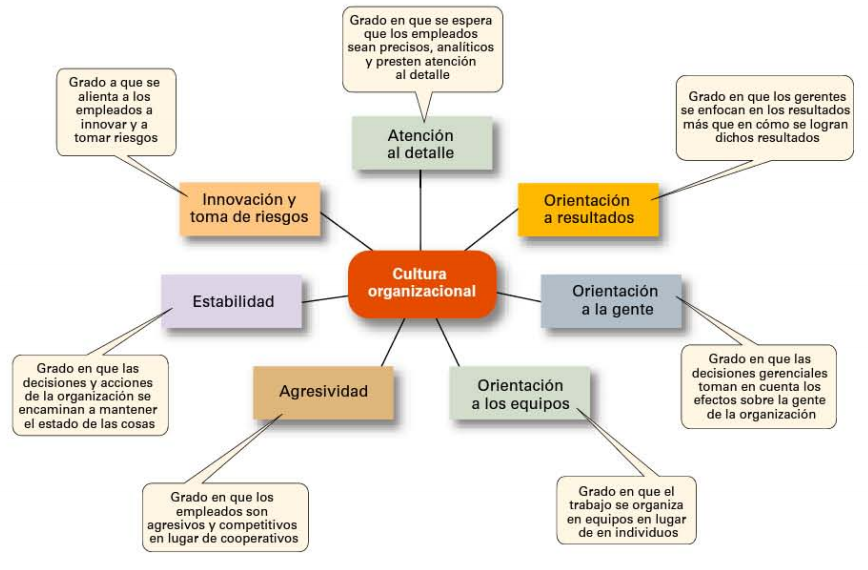 Grado en que se espera
que los empleados
sean precisos, analíticos
y presten atención
al detalle
Atención
al detalle
Grado a que se
alienta a los
empleados a
innovar y a
tomar riesgos
Innovación y
toma de riesgos
Grado en que los gerentes
se enfocan en los resultados
más que en cómo se logran
dichos resultados
Orientación
a resultados
Cultura
organizacional
Estabilidad
Grado en que las
decisiones y acciones
de la organización se
encaminan a mantener
el estado de las cosas
Orientación
a la gente
Grado en que las
decisiones gerenciales
toman en cuenta los
efectos sobre la gente
de la organización
Agresividad
Grado en que los
empleados son
agresivos y competitivos
en lugar de cooperativos
Orientación
a los equipos
Grado en que el
trabajo se organiza
en equipos en lugar
de en individuos